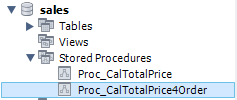 sales
Tables
Views
Stored Procedures
Proc_CalTotalPrice
Proc_CalTotalPrice4Order